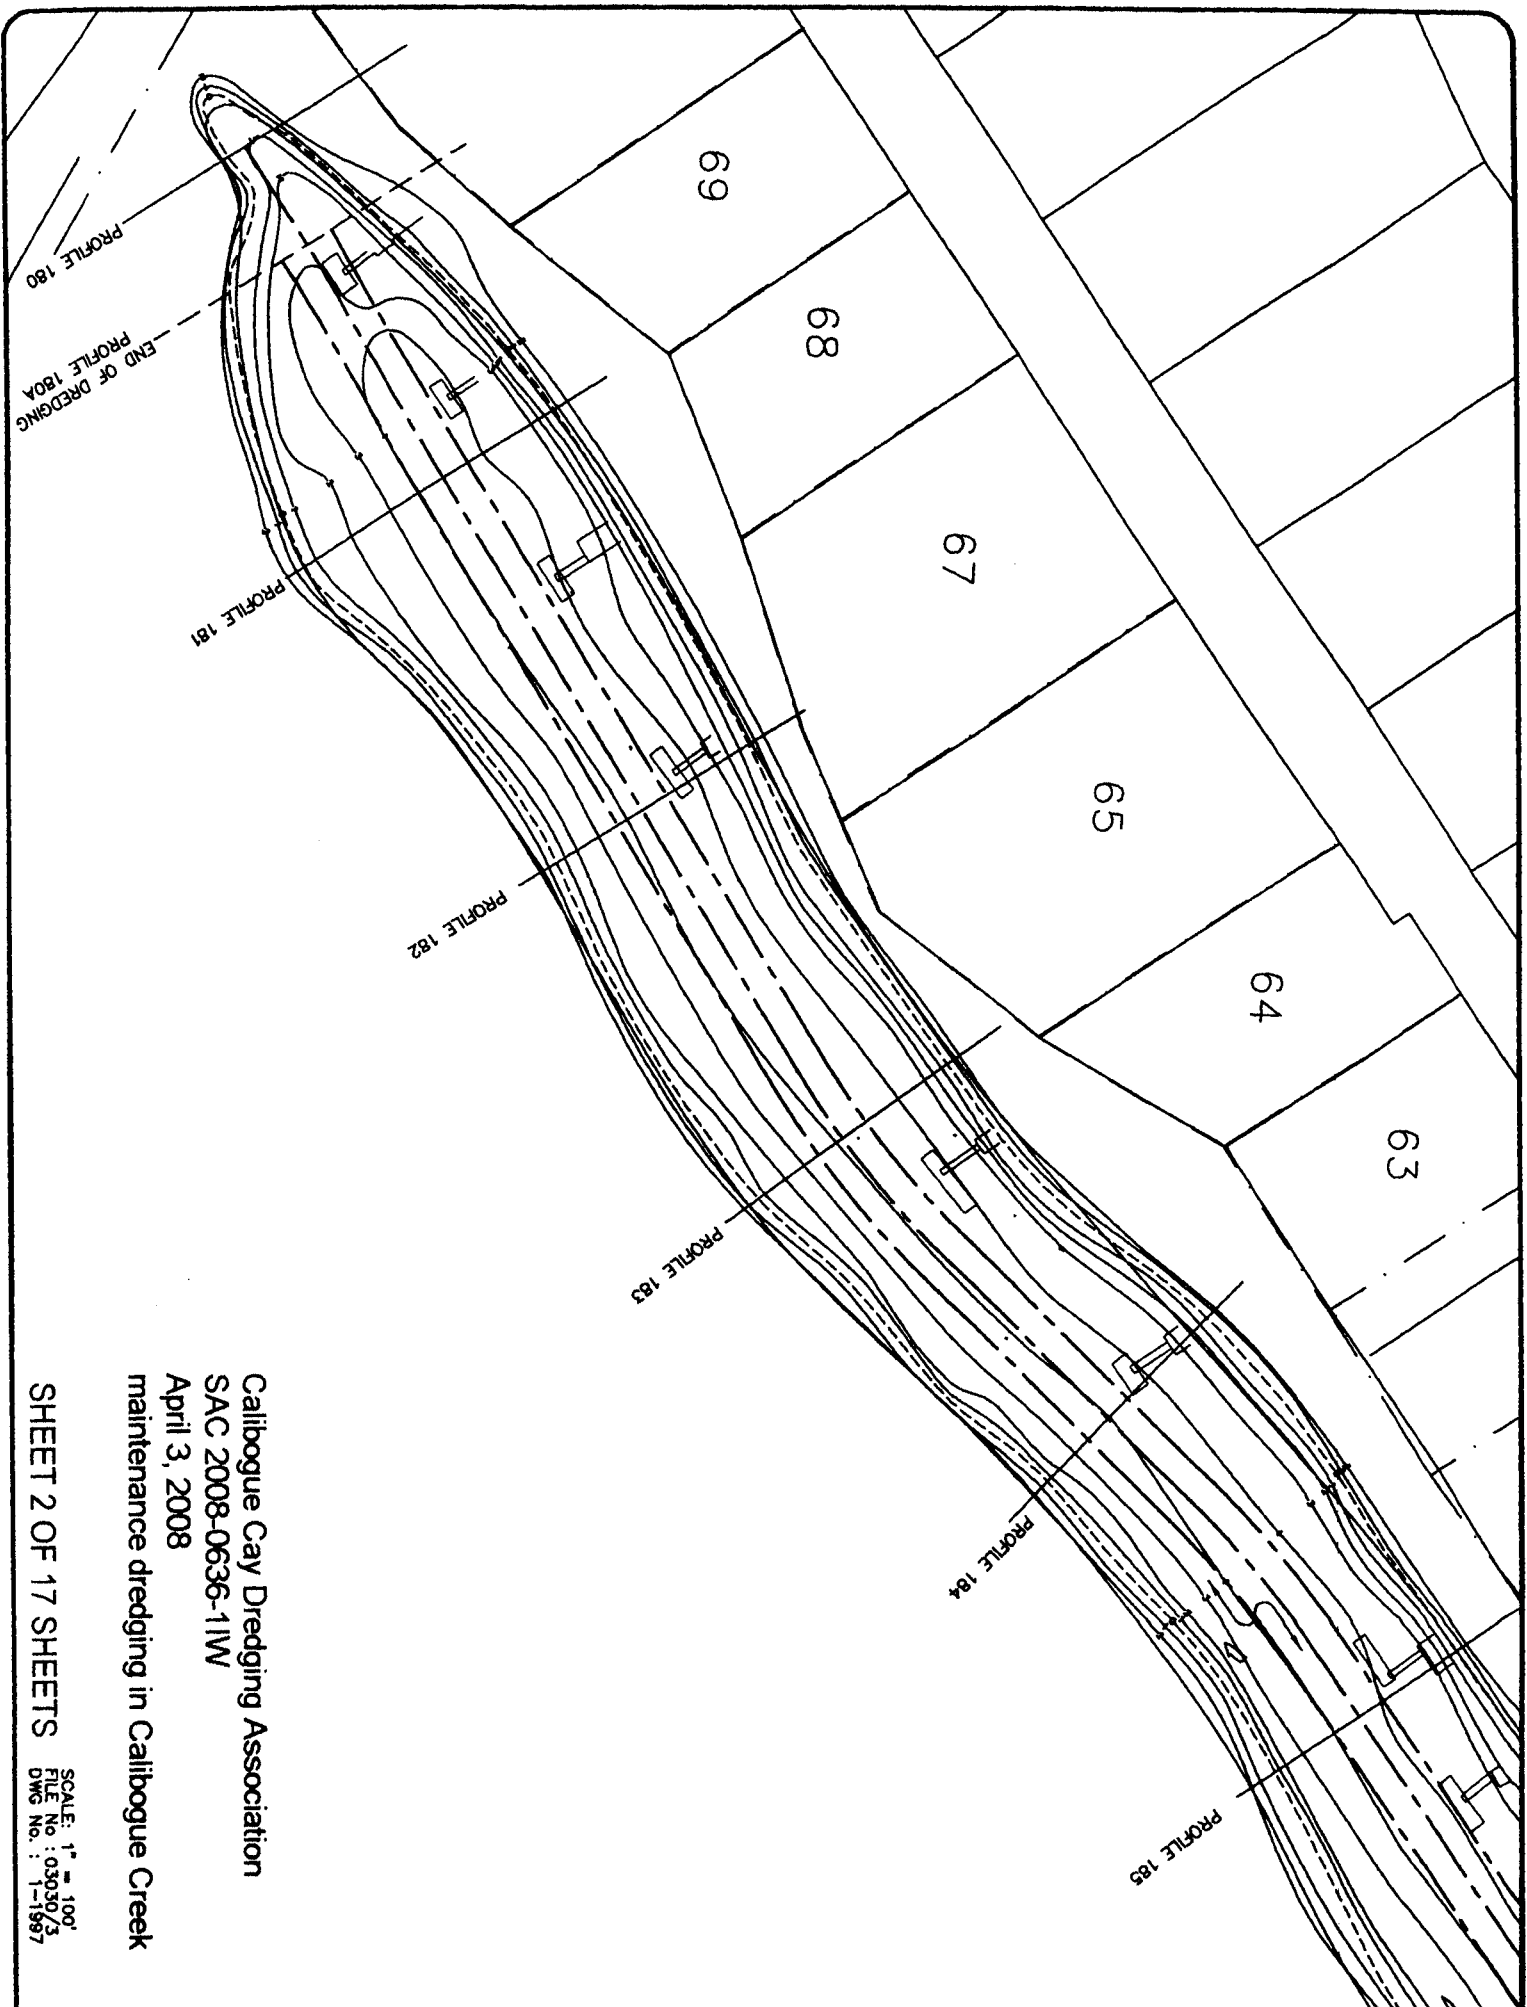 69
68
67
65
64
63
PROFILE 180
END OF DREDGING
PROFILE 180A
PROFILE 181
PROFILE 182
PROFILE 183
PROFILE 184
PROFILE 185
Calibogue Cay Dredging Association
SAC 2008-0636-1IW
April 3, 2008
maintenance dredging in Calibogue Creek
SHEET 2 OF 17 SHEETS
SCALE: 1" = 100'
FILE No : 03030/3
DWG No. : 1-1997